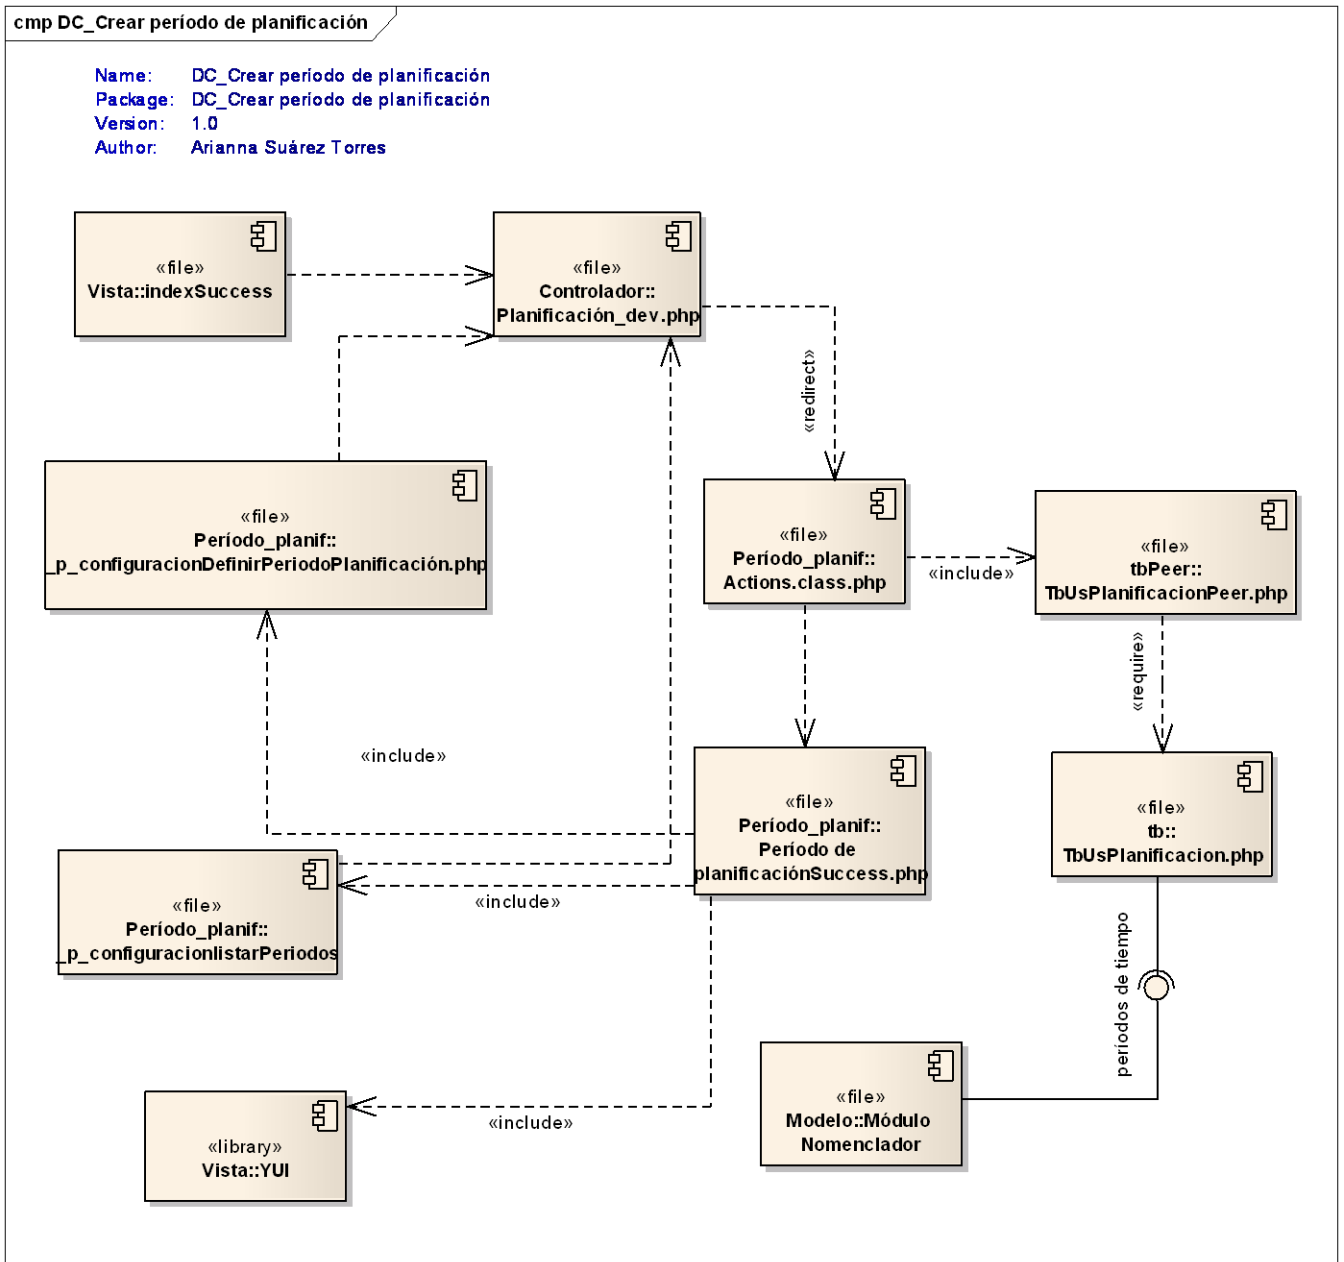 cmp DC_Crear período de planificación
Name: DC_Crear período de planificación
Package: DC_Crear período de planificación
Version: 1.0
Author: Arianna Suárez Torres
«file»
Vista::indexSuccess
«file»
Controlador::
Planificación_dev.php
«redirect»
«file»
Período_planif::
_p_configuracionDefinirPeriodoPlanificación.php
«file»
Período_planif::
Actions.class.php
«include»
«file»
tbPeer::
TbUsPlanificacionPeer.php
«require»
«include»
«file»
Período_planif::
Período de
planificaciónSuccess.php
«file»
tb::
TbUsPlanificacion.php
«file»
Período_planif::
_p_configuracionlistarPeriodos
«include»
períodos de tiempo
«file»
Modelo::Módulo
Nomenclador
«include»
«library»
Vista::YUI